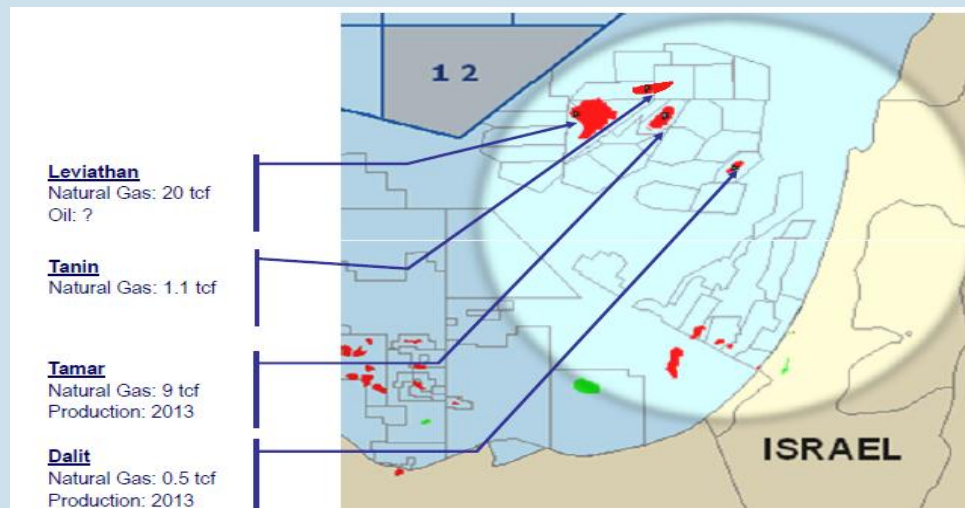 1 2
Leviathan
Natural Gas: 20 tcf
Oil: ?
Tanin
Natural Gas: 1.1 tcf
Tamar
Natural Gas: 9 tcf
Production: 2013
Dalit
Natural Gas: 0.5 tcf
Production: 2013
ISRAEL